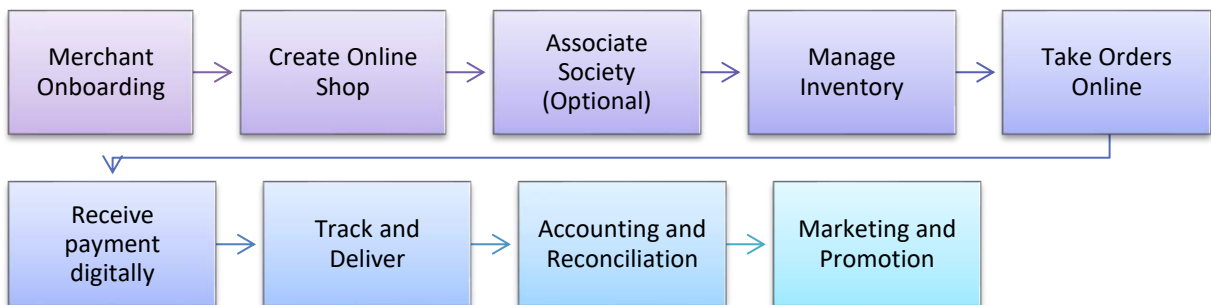 Merchant
Onboarding
Create Online
Shop
Associate
Society
(Optional)
Manage
Inventory
Take Orders
Online
Receive
payment
digitally
Track and
Deliver
Accounting and
Reconciliation
Marketing and
Promotion